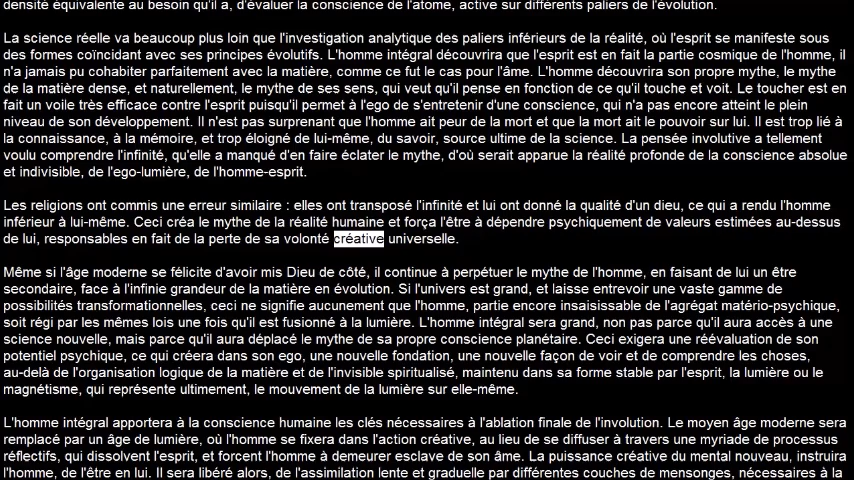 densité équivalente au besoin qu'il a, d'évaluer la conscience de l'atome, active sur différents paliers de l'évolution.
La science réelle va beaucoup plus loin que l'investigation analytique des paliers inférieurs de la réalité, où l'esprit se manifeste sous
des formes coïncidant avec ses principes évolutifs. L'homme intégral découvrira que l'esprit est en fait la partie cosmique de l'homme, il
n'a jamais pu cohabiter parfaitement avec la matière, comme ce fut le cas pour l'âme. L'homme découvrira son propre mythe, le mythe
de la matière dense, et naturellement, le mythe de ses sens, qui veut qu'il pense en fonction de ce qu'il touche et voit. Le toucher est en
fait un voile très efficace contre l'esprit puisqu'il permet à l'ego de s'entretenir d'une conscience, qui n'a pas encore atteint le plein
niveau de son développement. Il n'est pas surprenant que l'homme ait peur de la mort et que la mort ait le pouvoir sur lui. Il est trop lié à
la connaissance, à la mémoire, et trop éloigné de lui-même, du savoir, source ultime de la science. La pensée involutive a tellement
voulu comprendre l'infinité, qu'elle a manqué d'en faire éclater le mythe, d'où serait apparue la réalité profonde de la conscience absolue
et indivisible, de l'ego-lumière, de l'homme-esprit.
Les religions ont commis une erreur similaire : elles ont transposé l'infinité et lui ont donné la qualité d'un dieu, ce qui a rendu l'homme
inférieur à lui-même. Ceci créa le mythe de la réalité humaine et força l'être à dépendre psychiquement de valeurs estimées au-dessus
de lui, responsables en fait de la perte de sa volonté créative universelle.
Même si l'âge moderne se félicite d'avoir mis Dieu de côté, il continue à perpétuer le mythe de l'homme, en faisant de lui un être
secondaire, face à l'infinie grandeur de la matière en évolution. Si l'univers est grand, et laisse entrevoir une vaste gamme de
possibilités transformationnelles, ceci ne signifie aucunement que l'homme, partie encore insaisissable de l'agrégat matério-psychique,
soit régi par les mêmes lois une fois qu'il est fusionné à la lumière. L'homme intégral sera grand, non pas parce qu'il aura accès à une
science nouvelle, mais parce qu'il aura déplacé le mythe de sa propre conscience planétaire. Ceci exigera une réévaluation de son
potentiel psychique, ce qui créera dans son ego, une nouvelle fondation, une nouvelle façon de voir et de comprendre les choses,
au-delà de l'organisation logique de la matière et de l'invisible spiritualisé, maintenu dans sa forme stable par l'esprit, la lumière ou le
magnétisme, qui représente ultimement, le mouvement de la lumière sur elle-même.
L'homme intégral apportera à la conscience humaine les clés nécessaires à l'ablation finale de l'involution. Le moyen âge moderne sera
remplacé par un âge de lumière, où l'homme se fixera dans l'action créative, au lieu de se diffuser à travers une myriade de processus
réflectifs, qui dissolvent l'esprit, et forcent l'homme à demeurer esclave de son âme. La puissance créative du mental nouveau, instruira
l'homme, de l'être en lui. Il sera libéré alors, de l'assimilation lente et graduelle par différentes couches de mensonges, nécessaires à la